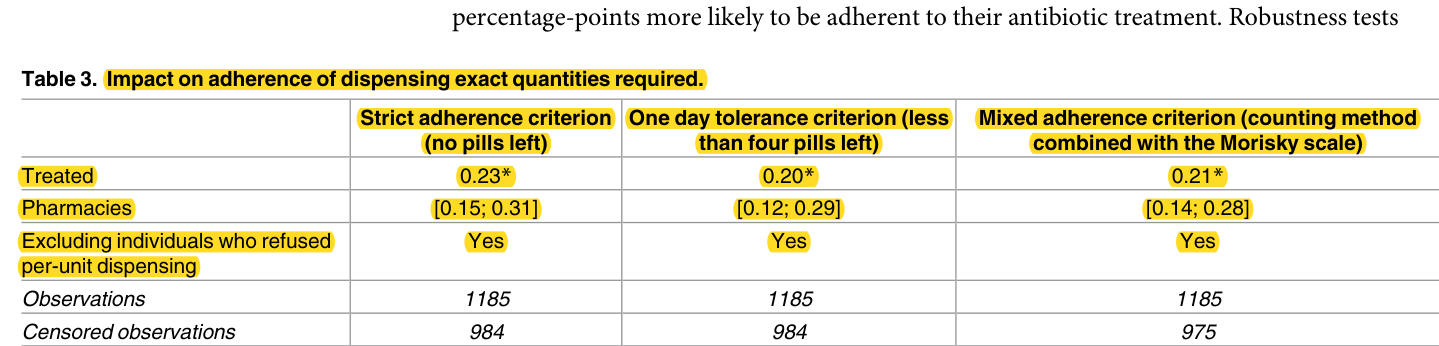 percentage-points more likely to be adherent to their antibiotic treatment. Robustness tests
Table 3. Impact on adherence of dispensing exact quantities required.
Strict adherence criterion (no pills left) One day tolerance criterion (less than four pills left) Mixed adherence criterion (counting method combined with the Morisky scale)
Treated 0.23* 0.20* 0.21*
Pharmacies [0.15; 0.31] [0.12; 0.29] [0.14; 0.28]
Excluding individuals who refused per-unit dispensing Yes Yes Yes
Observations 1185 1185 1185
Censored observations 984 984 975